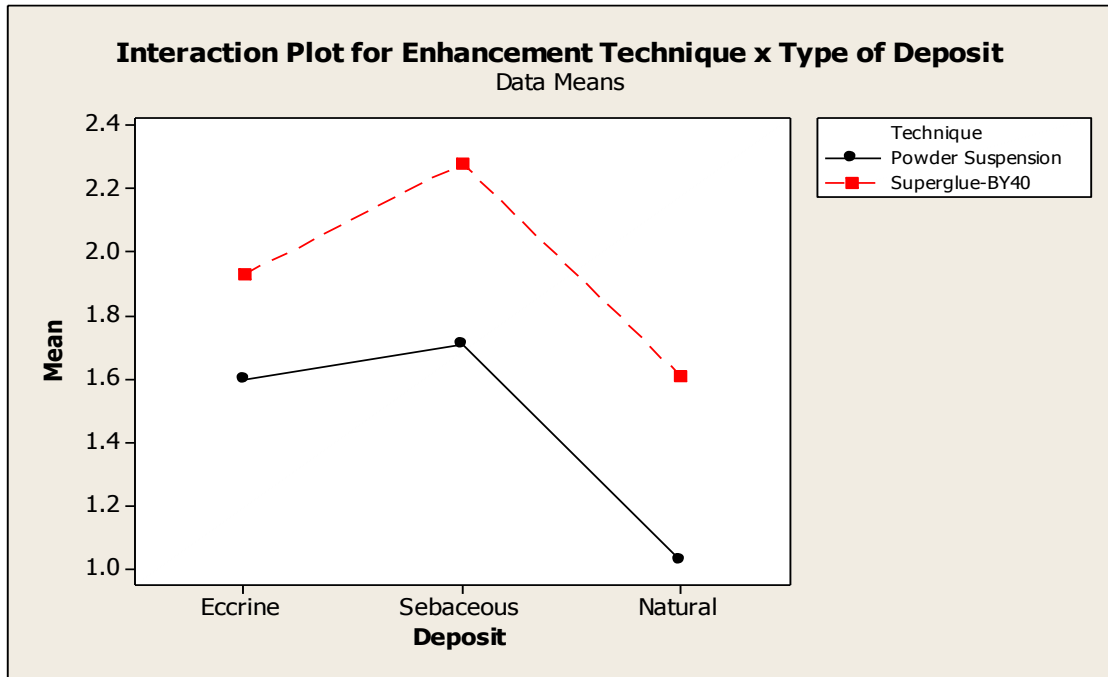 Interaction Plot for Enhancement Technique x Type of Deposit
Data Means
2.4
2.2
2.0
1.8
1.6
1.4
1.2
1.0
Mean
Eccrine
Sebaceous
Natural
Deposit
Technique
Powder Suspension
Superglue-BY40